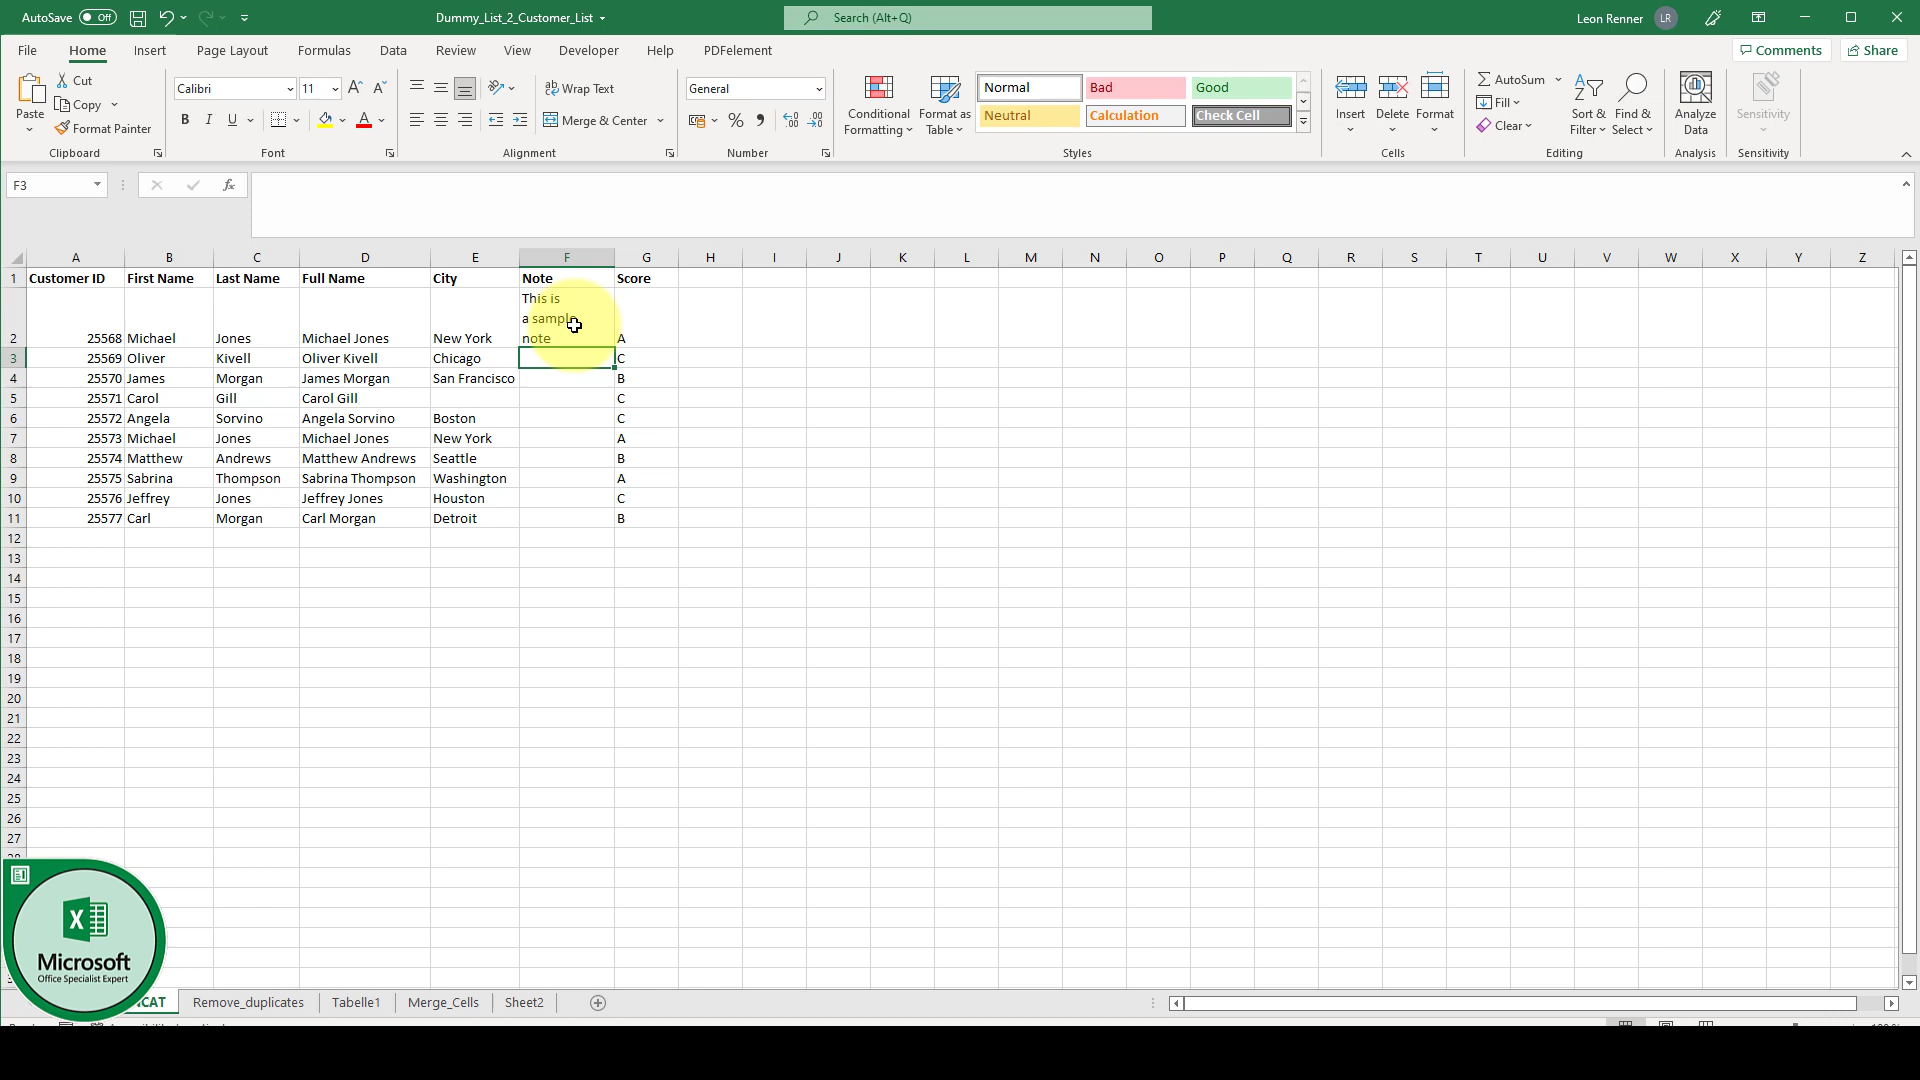 AutoSave Off Dummy_List_2_Customer_List Search (Alt+Q) Leon Renner LR
File Home Insert Page Layout Formulas Data Review View Developer Help PDFelement Comments Share
Paste Cut Copy Format Painter Clipboard
Calibri 11 B I U Font
Wrap Text Merge & Center Alignment
General % Number
Conditional Formatting Format as Table Normal Bad Good Neutral Calculation Check Cell Styles
Insert Delete Format Cells
AutoSum Fill Clear Sort & Filter Find & Select Editing
Analyze Data Analysis
Sensitivity Sensitivity
F3 fx
A B C D E F G H I J K L M N O P Q R S T U V W X Y Z
1 Customer ID First Name Last Name Full Name City Note Score
This is
a sample
2 25568 Michael Jones Michael Jones New York note A
3 25569 Oliver Kivell Oliver Kivell Chicago C
4 25570 James Morgan James Morgan San Francisco B
5 25571 Carol Gill Carol Gill C
6 25572 Angela Sorvino Angela Sorvino Boston C
7 25573 Michael Jones Michael Jones New York A
8 25574 Matthew Andrews Matthew Andrews Seattle B
9 25575 Sabrina Thompson Sabrina Thompson Washington A
10 25576 Jeffrey Jones Jeffrey Jones Houston C
11 25577 Carl Morgan Carl Morgan Detroit B
12
13
14
15
16
17
18
19
20
21
22
23
24
25
26
27
X
Microsoft
Office Specialist Expert
CAT Remove_duplicates Tabelle1 Merge_Cells Sheet2